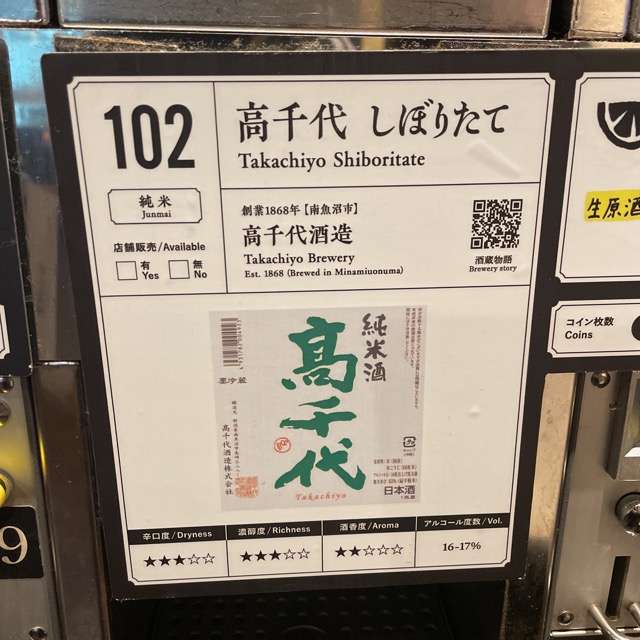 102
純米
Junmai
店舗販売/Available
有
Yes
無
No
高千代 しぼりたて
Takachiyo Shiboritate
創業1868年【南魚沼市】
高千代酒造
Takachiyo Brewery
Est. 1868 (Brewed in Minamiuonuma)
酒蔵物語
Brewery story
純米酒
高千代
Takachiyo
要冷蔵
高千代酒造株式会社
日本酒
辛口度/Dryness
★★★☆☆
濃醇度/Richness
★★★☆☆
酒香度/Aroma
★★☆☆☆
アルコール度数/Vol.
16-17%
生原酒
コイン枚数
Coins
9